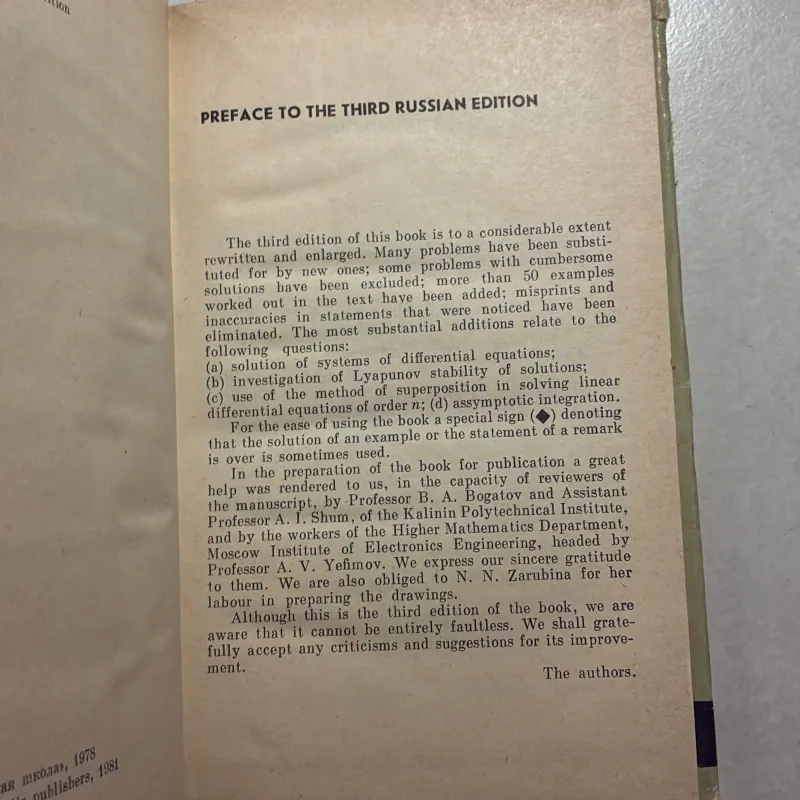 PREFACE TO THE THIRD RUSSIAN EDITION
The third edition of this book is to a considerable extent
rewritten and enlarged. Many problems have been substi-
tuted for by new ones; some problems with cumbersome
solutions have been excluded; more than 50 examples
worked out in the text have been added; misprints and
inaccuracies in statements that were noticed have been
eliminated. The most substantial additions relate to the
following questions:
(a) solution of systems of differential equations;
(b) investigation of Lyapunov stability of solutions;
(c) use of the method of superposition in solving linear
differential equations of order n; (d) assymptotic integration.
For the ease of using the book a special sign (◆) denoting
that the solution of an example or the statement of a remark
is over is sometimes used.
In the preparation of the book for publication a great
help was rendered to us, in the capacity of reviewers of
the manuscript, by Professor B. A. Bogatov and Assistant
Professor A. I. Shum, of the Kalinin Polytechnical Institute,
and by the workers of the Higher Mathematics Department,
Moscow Institute of Electronics Engineering, headed by
Professor A. V. Yefimov. We express our sincere gratitude
to them. We are also obliged to N. N. Zarubina for her
labour in preparing the drawings.
Although this is the third edition of the book, we are
aware that it cannot be entirely faultless. We shall grate-
fully accept any criticisms and suggestions for its improve-
ment.
The authors.
школа», 1978
publishers, 1981